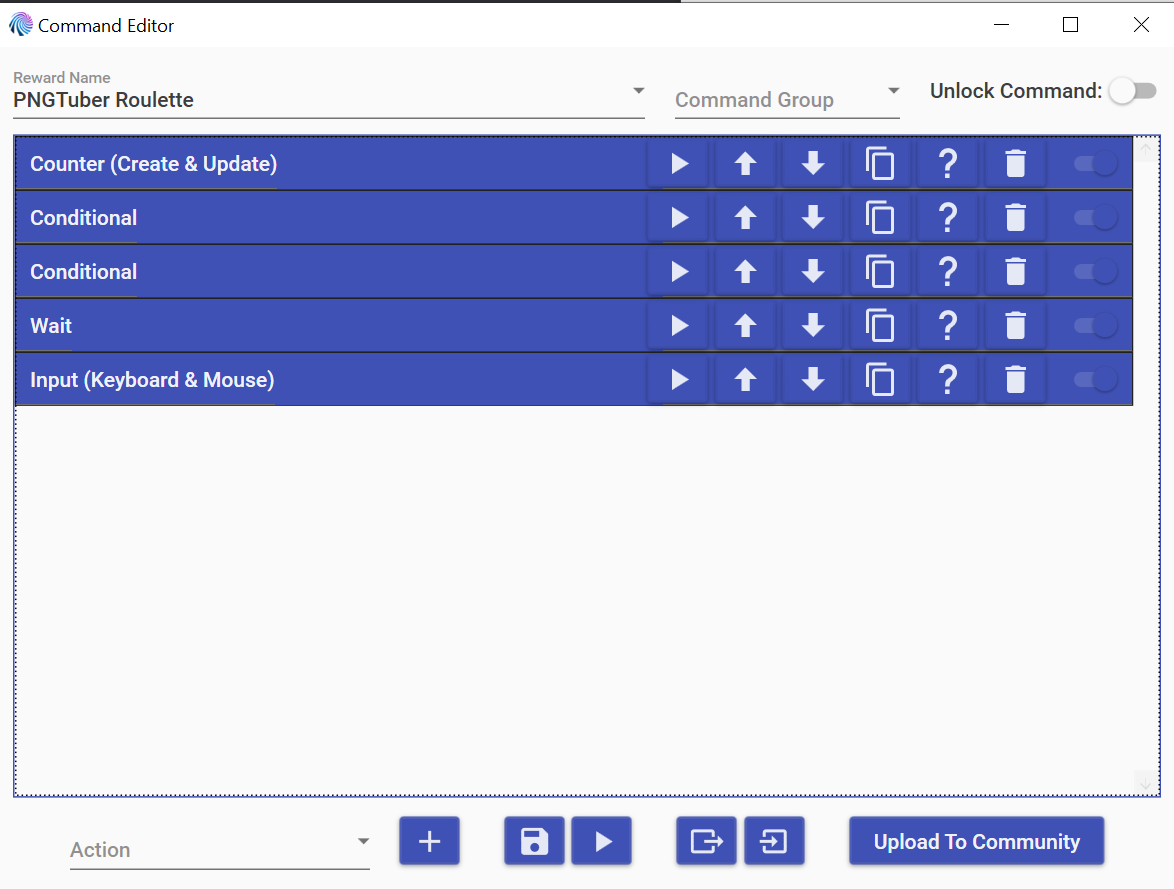 Command Editor
Reward Name
PNGTuber Roulette
Command Group
Unlock Command:
Counter (Create & Update)
?
Conditional
?
Conditional
?
Wait
?
Input (Keyboard & Mouse)
?
Action
Upload To Community